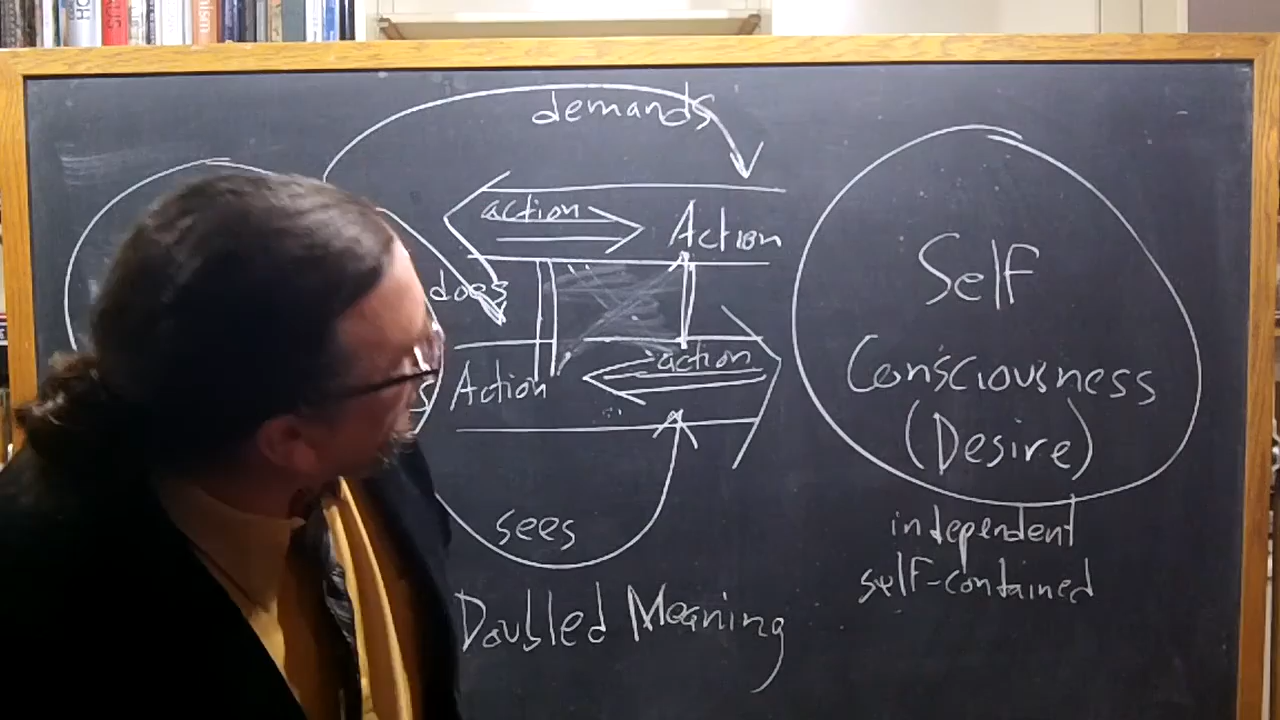 demands
action
Action
does
Action
action
sees
Doubled Meaning
Self
Consciousness
(Desire)
independent
self-contained